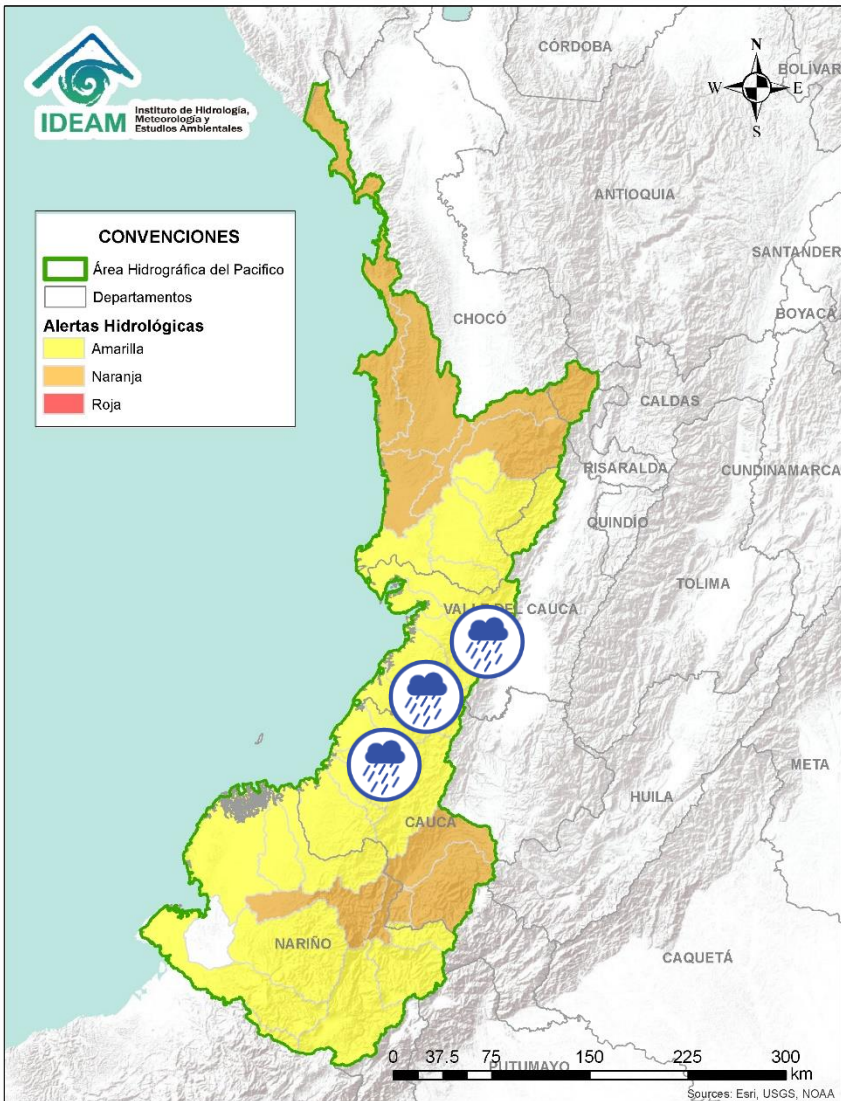 IDEAM
Instituto de Hidrología,
Meteorología y
Estudios Ambientales
CONVENCIONES
Área Hidrográfica del Pacifico
Departamentos
Alertas Hidrológicas
Amarilla
Naranja
Roja
N
W
E
S
CÓRDOBA
BOLÍVAR
ANTIOQUIA
SANTANDER
BOYACÁ
CHOCÓ
CALDAS
RISARALDA
CUNDINAMARCA
QUINDÍO
TOLIMA
VALLE DEL CAUCA
META
HUILA
CAUCA
NARIÑO
CAQUETÁ
PUTUMAYO
0 37.5 75 150 225 300
km
Sources: Esri, USGS, NOAA